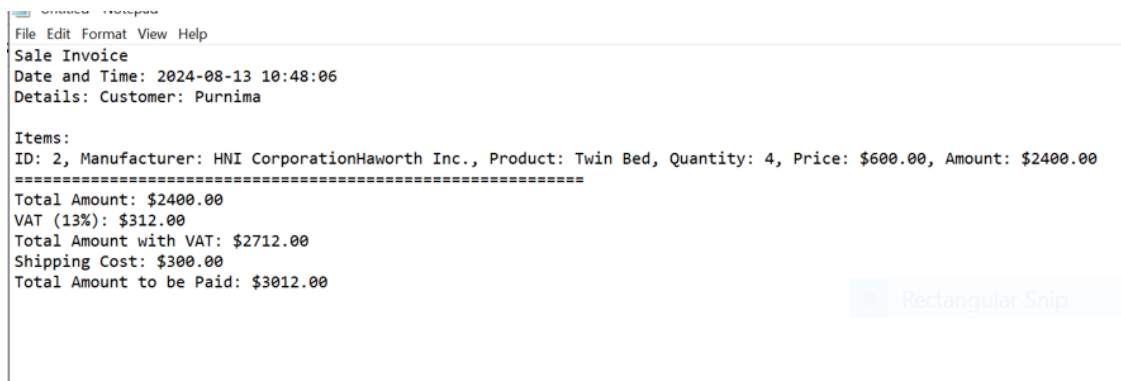 File Edit Format View Help
Sale Invoice
Date and Time: 2024-08-13 10:48:06
Details: Customer: Purnima
Items:
ID: 2, Manufacturer: HNI CorporationHaworth Inc., Product: Twin Bed, Quantity: 4, Price: $600.00, Amount: $2400.00
============================================================
Total Amount: $2400.00
VAT (13%): $312.00
Total Amount with VAT: $2712.00
Shipping Cost: $300.00
Total Amount to be Paid: $3012.00
Rectangular Snip